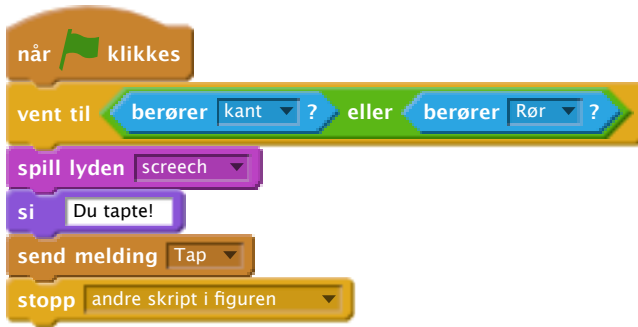 når klikkes
vent til berører kant ? eller berører Rør ?
spill lyden screech
si Du tapte!
send melding Tap
stopp andre skript i figuren